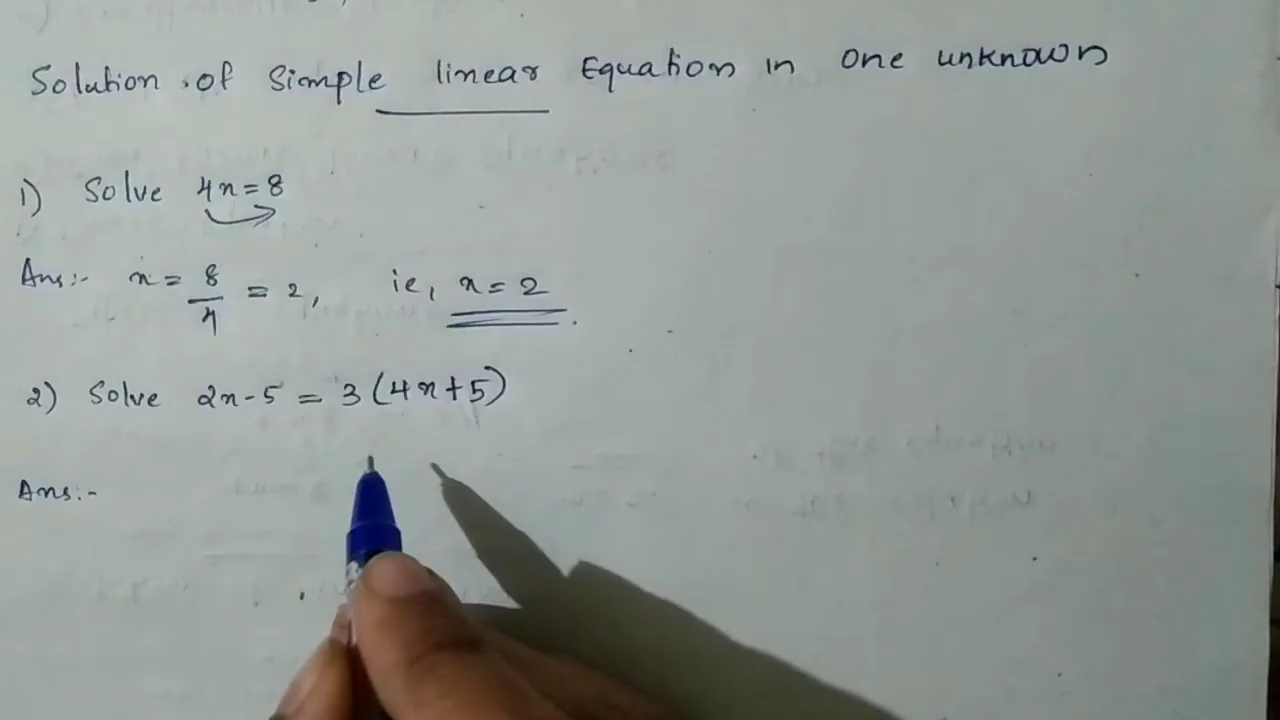 Solution of Simple linear Equation in one unknown
1) Solve 4x=8
Ans:- x = 8/4 = 2, ie, x = 2.
2) Solve 2x-5 = 3(4x+5)
Ans:-